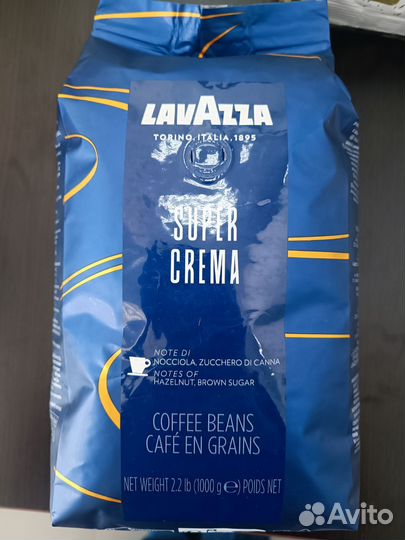 LAVAZZA
TORINO, ITALIA, 1895
SUPER
CREMA
NOTE DI
NOCCIOLA, ZUCCHERO DI CANNA
NOTES OF
HAZELNUT, BROWN SUGAR
COFFEE BEANS
CAFÉ EN GRAINS
NET WEIGHT 2.2 lb (1000 g ℮) POIDS NET
Avito